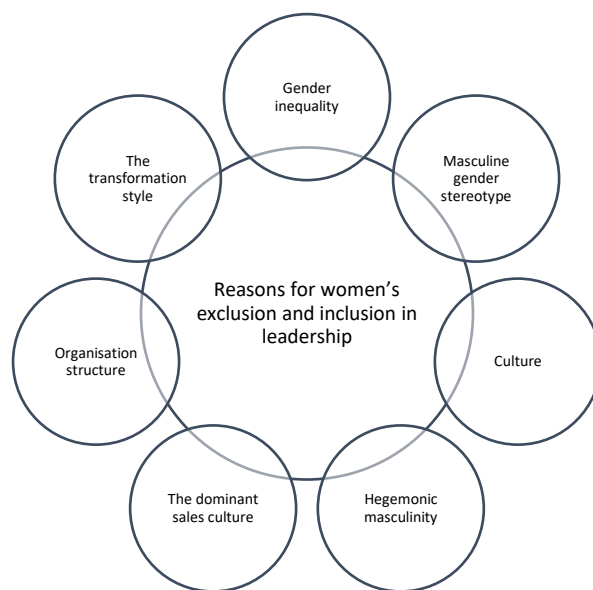 Gender
inequality
Masculine
gender
stereotype
Culture
Hegemonic
masculinity
The dominant
sales culture
Organisation
structure
The
transformation
style
Reasons for women's
exclusion and inclusion in
leadership